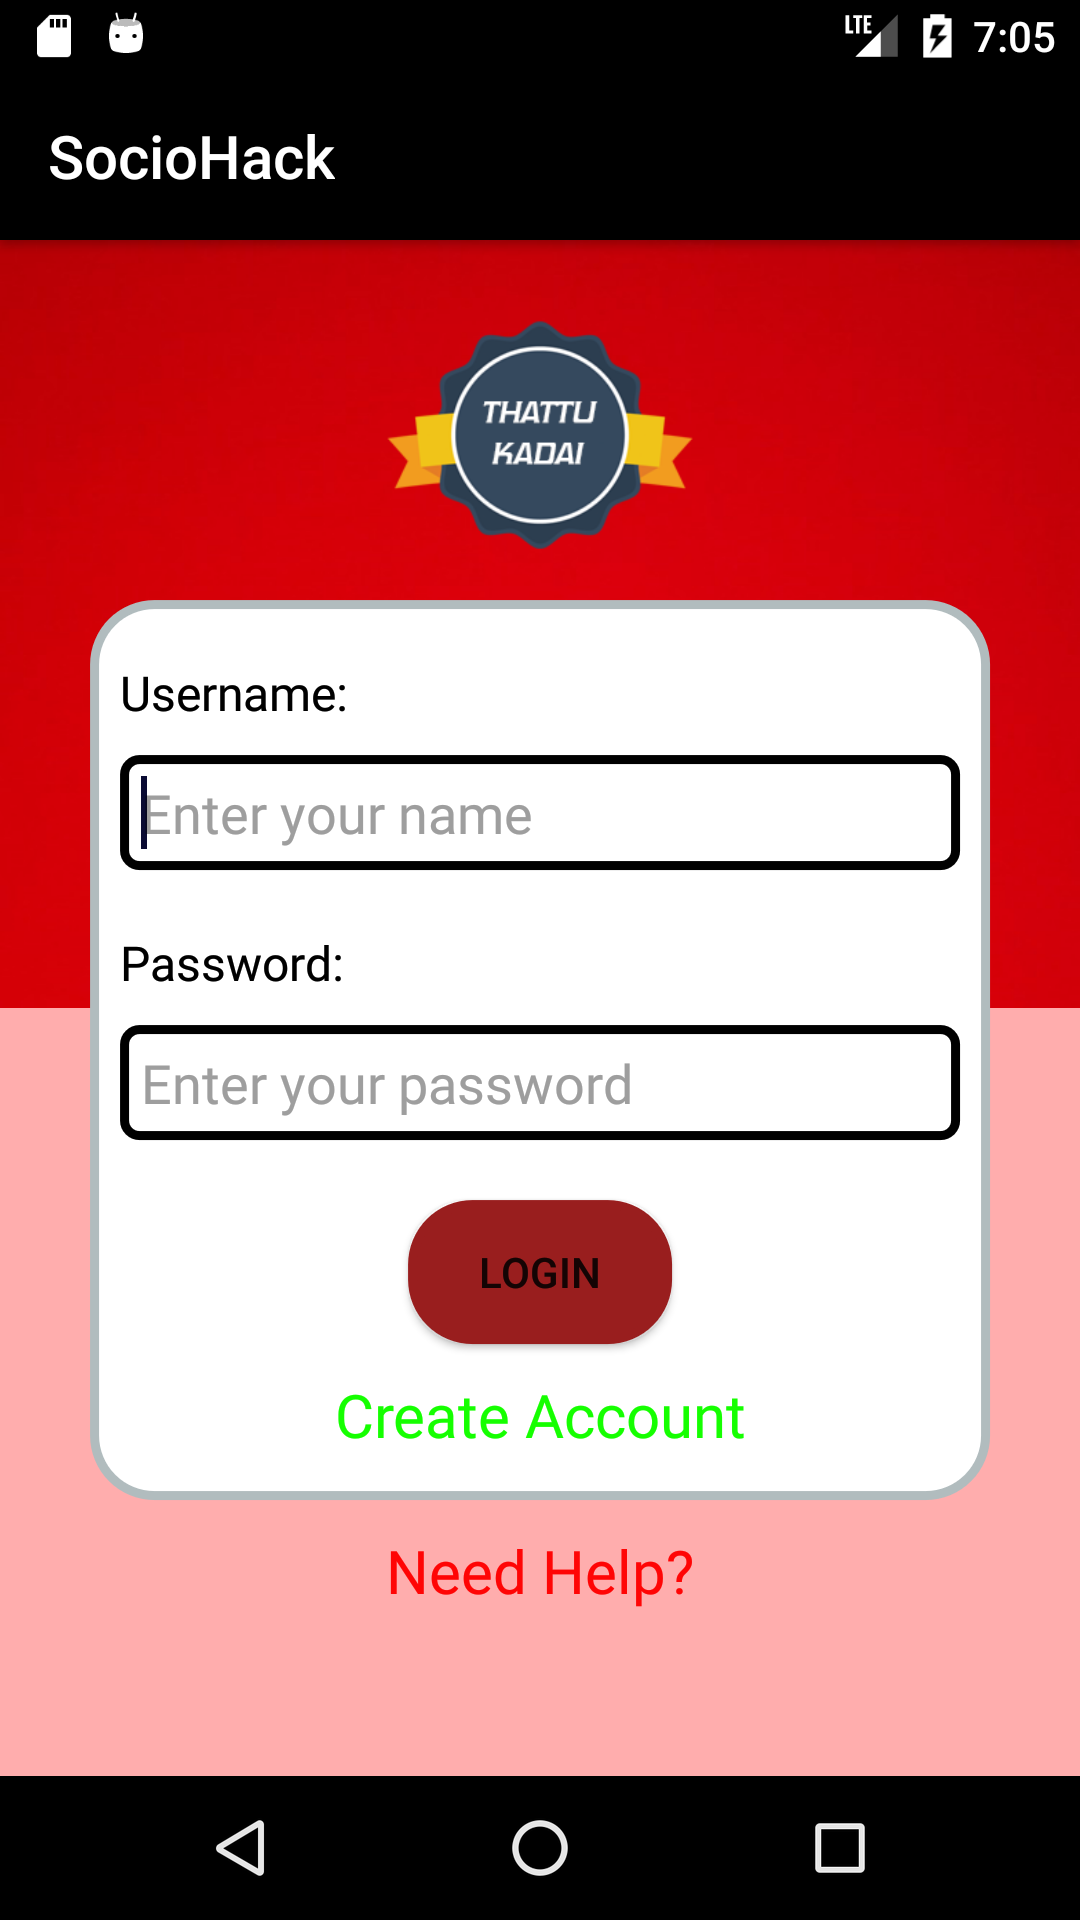 LTE 7:05
SocioHack
THATTU
KADAI
Username:
Enter your name
Password:
Enter your password
LOGIN
Create Account
Need Help?